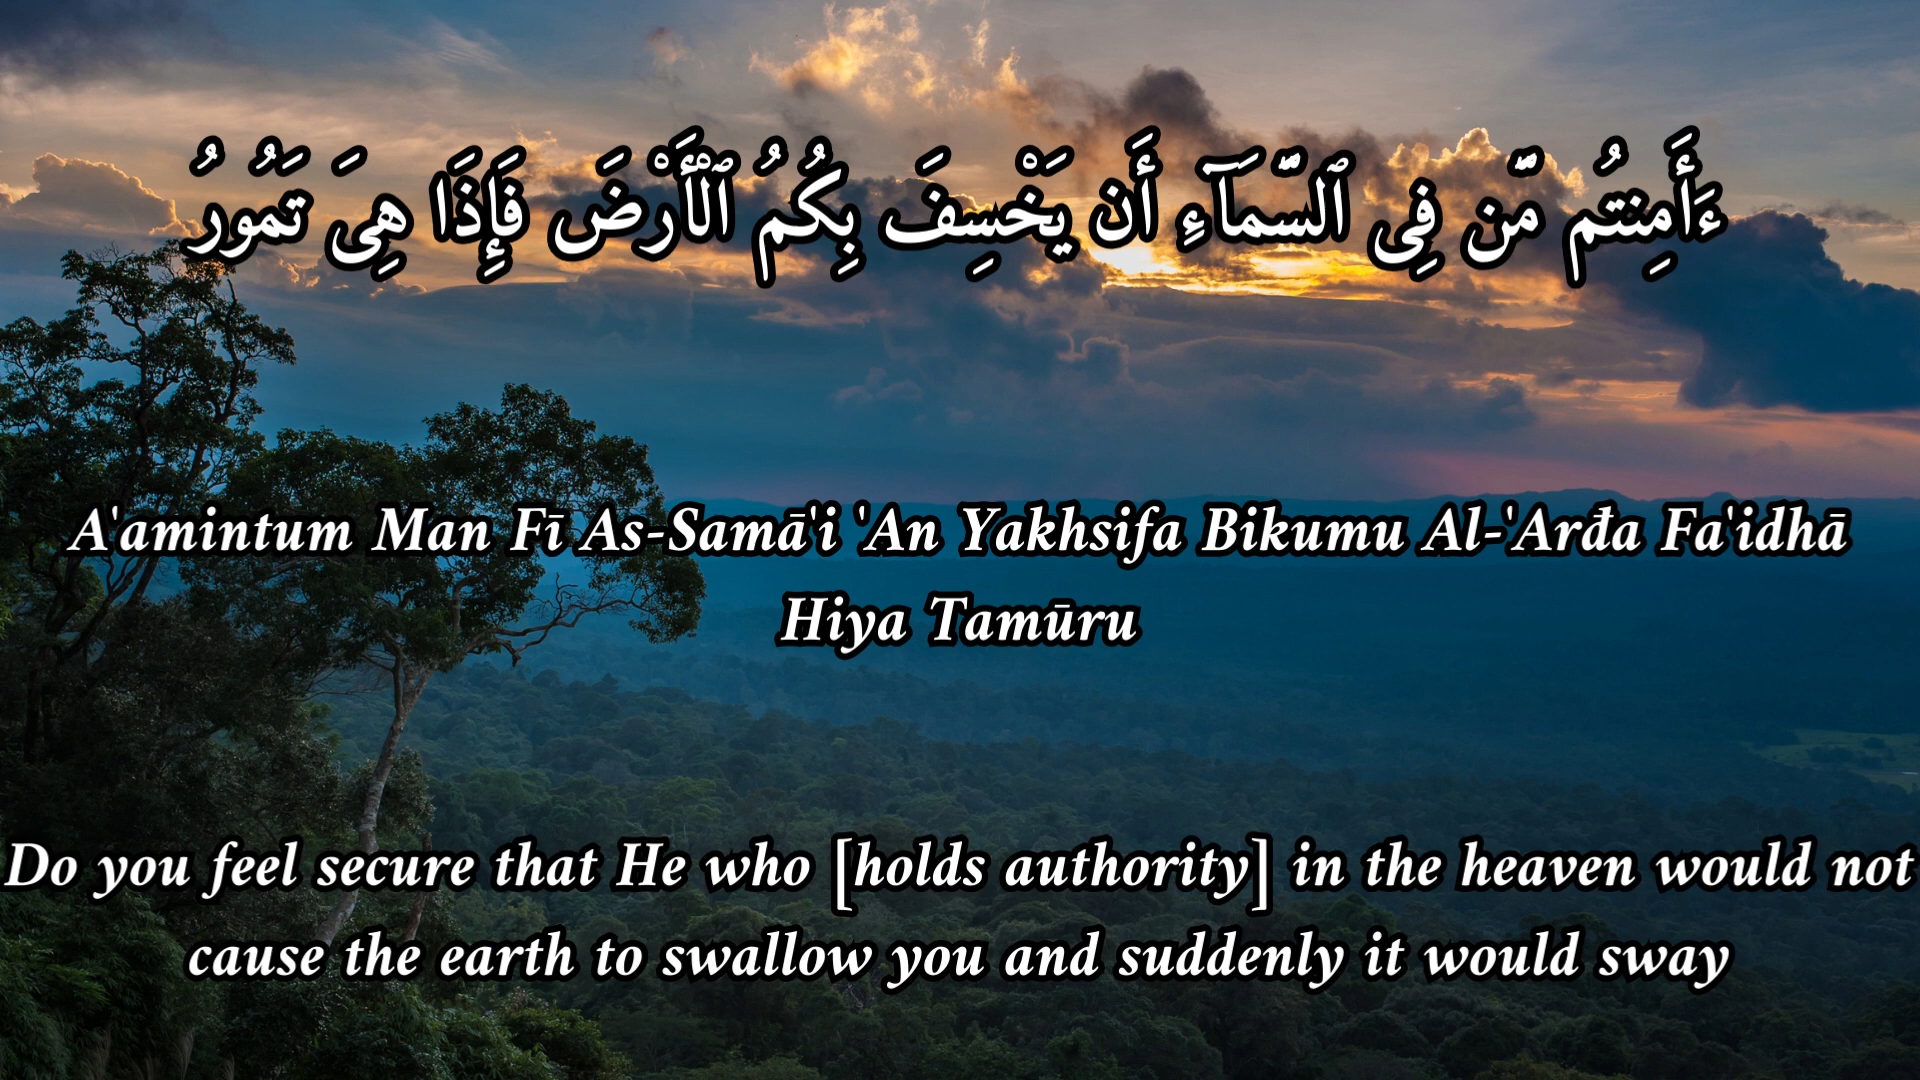 ءَأَمِنتُم مَّن فِى ٱلسَّمَآءِ أَن يَخْسِفَ بِكُمُ ٱلْأَرْضَ فَإِذَا هِىَ تَمُورُ
A'amintum Man Fī As-Samā'i 'An Yakhsifa Bikumu Al-'Arđa Fa'idhā
Hiya Tamūru
Do you feel secure that He who [holds authority] in the heaven would not
cause the earth to swallow you and suddenly it would sway